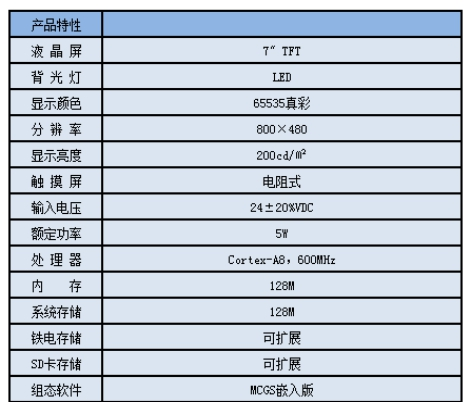 产品特性
液 晶 屏 7″ TFT
背 光 灯 LED
显示颜色 65535真彩
分 辨 率 800×480
显示亮度 200cd/㎡
触 摸 屏 电阻式
输入电压 24±20%VDC
额定功率 5W
处 理 器 Cortex-A8，600MHz
内 存 128M
系统存储 128M
铁电存储 可扩展
SD卡存储 可扩展
组态软件 MCGS嵌入版